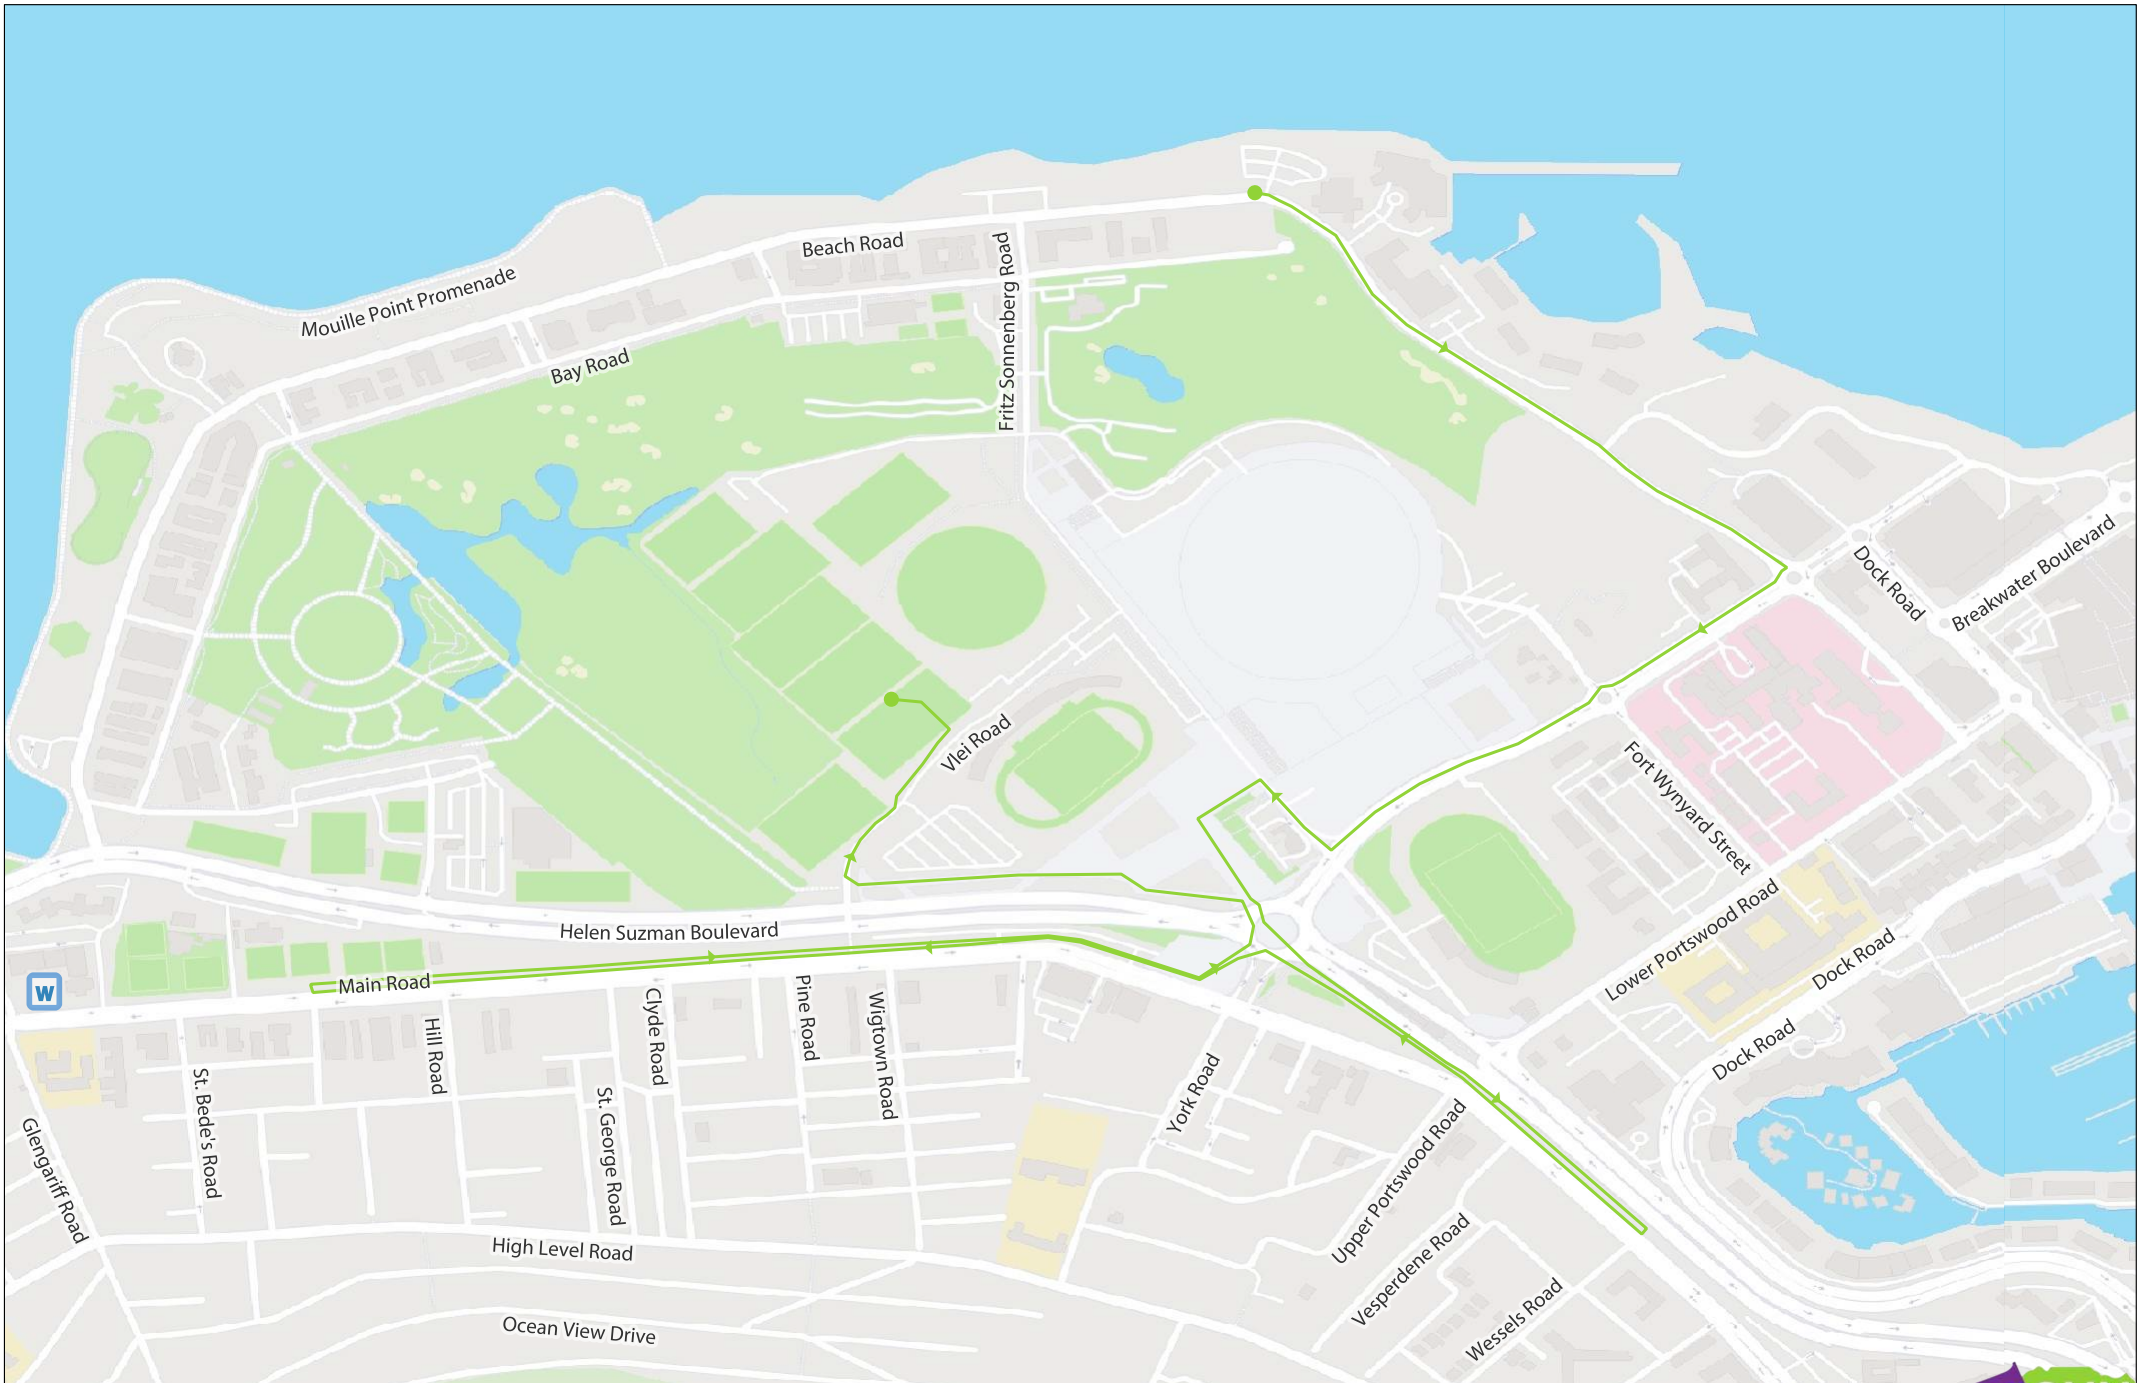 Beach Road
Mouille Point Promenade
Fritz Sonnenberg Road
Bay Road
Breakwater Boulevard
Dock Road
Vlei Road
Fort Wynyard Street
Lower Portswood Road
Helen Suzman Boulevard
Dock Road
Main Road
W
Pine Road
Clyde Road
Wigtown Road
Hill Road
Dock Road
York Road
St. Bede's Road
St. George Road
Upper Portswood Road
Glengariff Road
Vesperdene Road
High Level Road
Wessels Road
Ocean View Drive